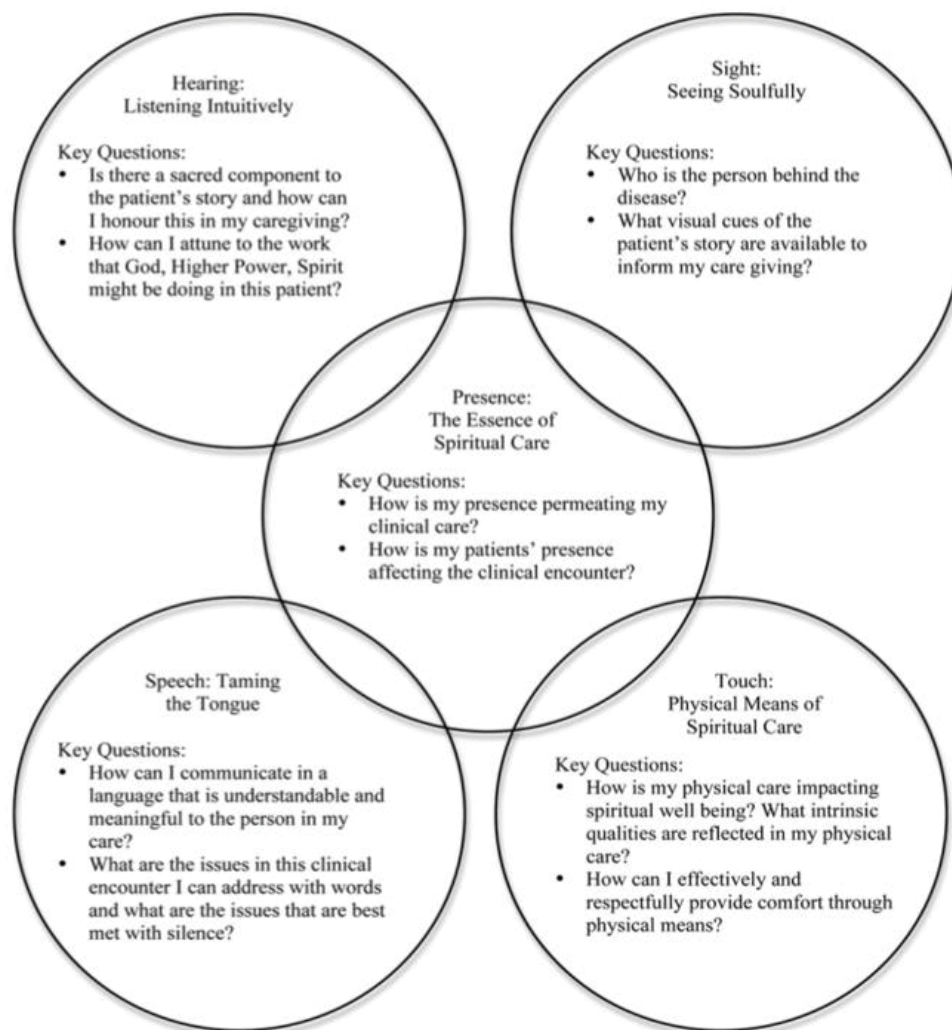 Hearing:
Listening Intuitively
Key Questions:
• Is there a sacred component to
the patient's story and how can
I honour this in my caregiving?
• How can I attune to the work
that God, Higher Power, Spirit
might be doing in this patient?
Sight:
Seeing Soulfully
Key Questions:
• Who is the person behind the
disease?
• What visual cues of the
patient's story are available to
inform my care giving?
Presence:
The Essence of
Spiritual Care
Key Questions:
• How is my presence permeating my
clinical care?
• How is my patients' presence
affecting the clinical encounter?
Speech: Taming
the Tongue
Key Questions:
• How can I communicate in a
language that is understandable and
meaningful to the person in my
care?
• What are the issues in this clinical
encounter I can address with words
and what are the issues that are best
met with silence?
Touch:
Physical Means of
Spiritual Care
Key Questions:
• How is my physical care impacting
spiritual well being? What intrinsic
qualities are reflected in my physical
care?
• How can I effectively and
respectfully provide comfort through
physical means?